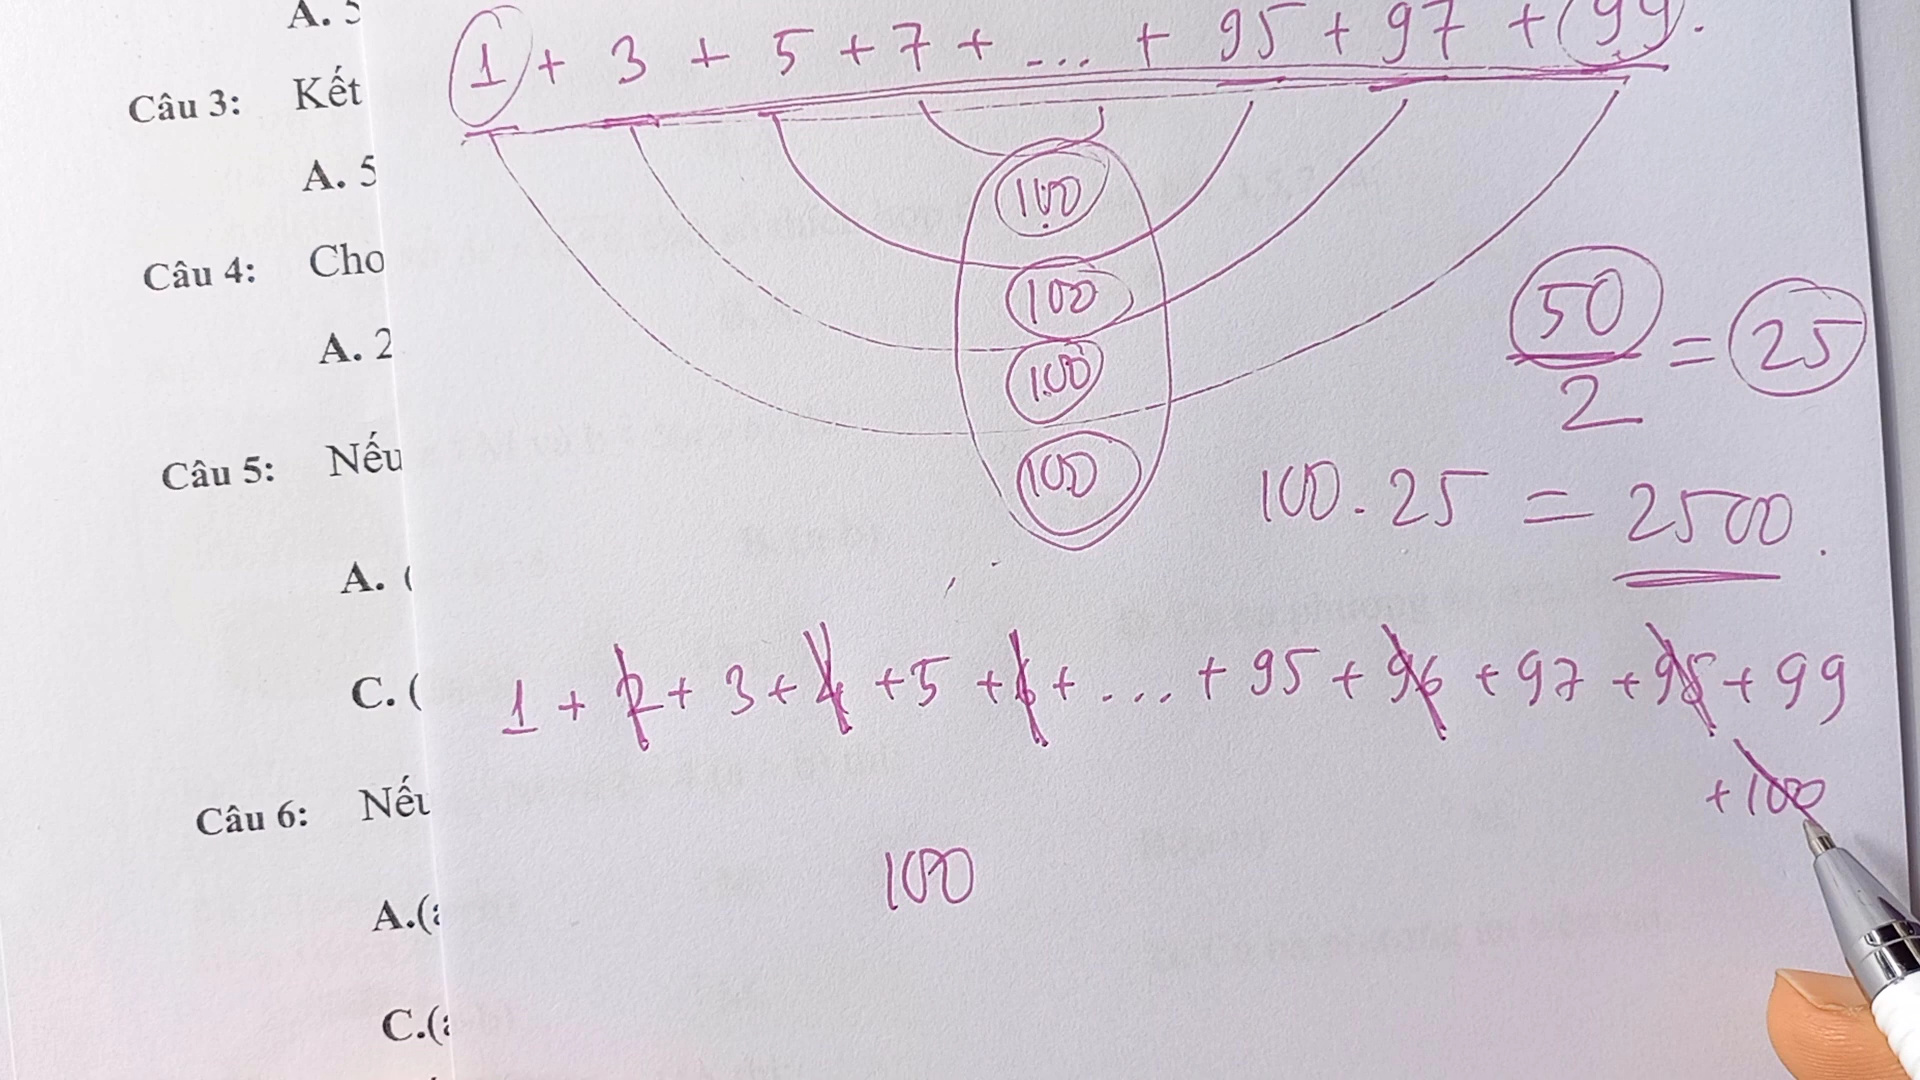 A. 5
Câu 3: Kết
A. 5
Câu 4: Cho
A. 2
Câu 5: Nếu
A. (
C. (
Câu 6: Nếu
A.(a
C.(a
1 + 3 + 5 + 7 + ... + 95 + 97 + 99.
100
100
100
100
50
2
= 25
100 . 25 = 2500.
1 + 2 + 3 + 4 + 5 + 6 + ... + 95 + 96 + 97 + 98 + 99
+ 100
100